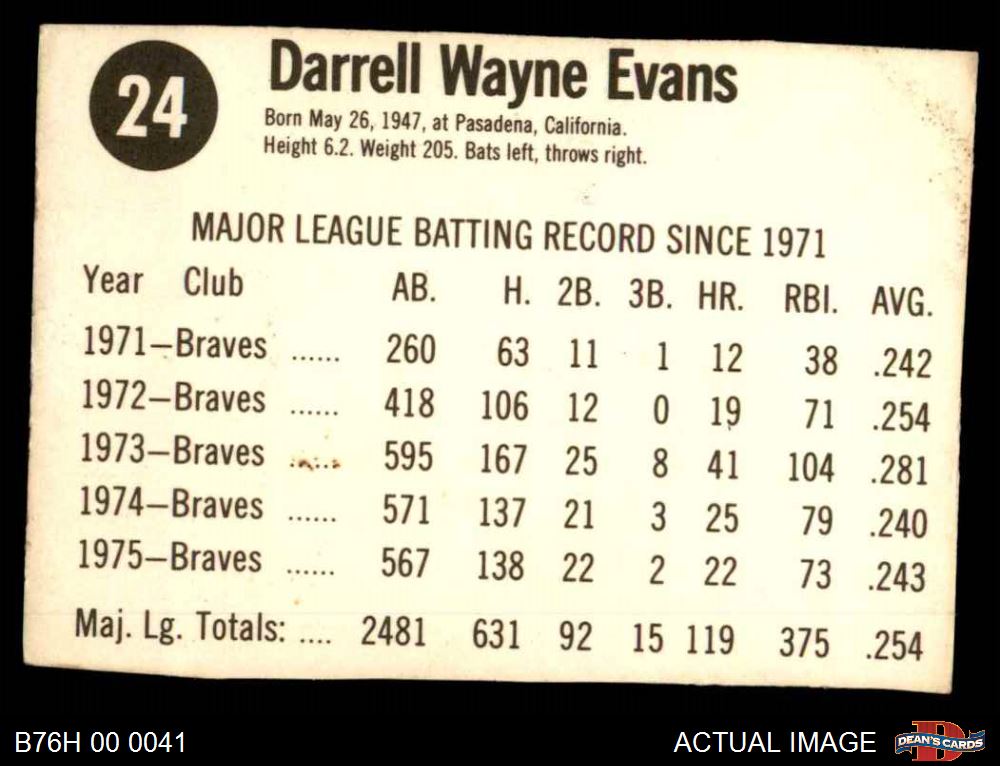 24
Darrell Wayne Evans
Born May 26, 1947, at Pasadena, California.
Height 6.2. Weight 205. Bats left, throws right.
MAJOR LEAGUE BATTING RECORD SINCE 1971
Year Club AB. H. 2B. 3B. HR. RBI. AVG.
1971—Braves ...... 260 63 11 1 12 38 .242
1972—Braves ...... 418 106 12 0 19 71 .254
1973—Braves ...... 595 167 25 8 41 104 .281
1974—Braves ...... 571 137 21 3 25 79 .240
1975—Braves ...... 567 138 22 2 22 73 .243
Maj. Lg. Totals: .... 2481 631 92 15 119 375 .254
B76H 00 0041 ACTUAL IMAGE DEAN'S CARDS